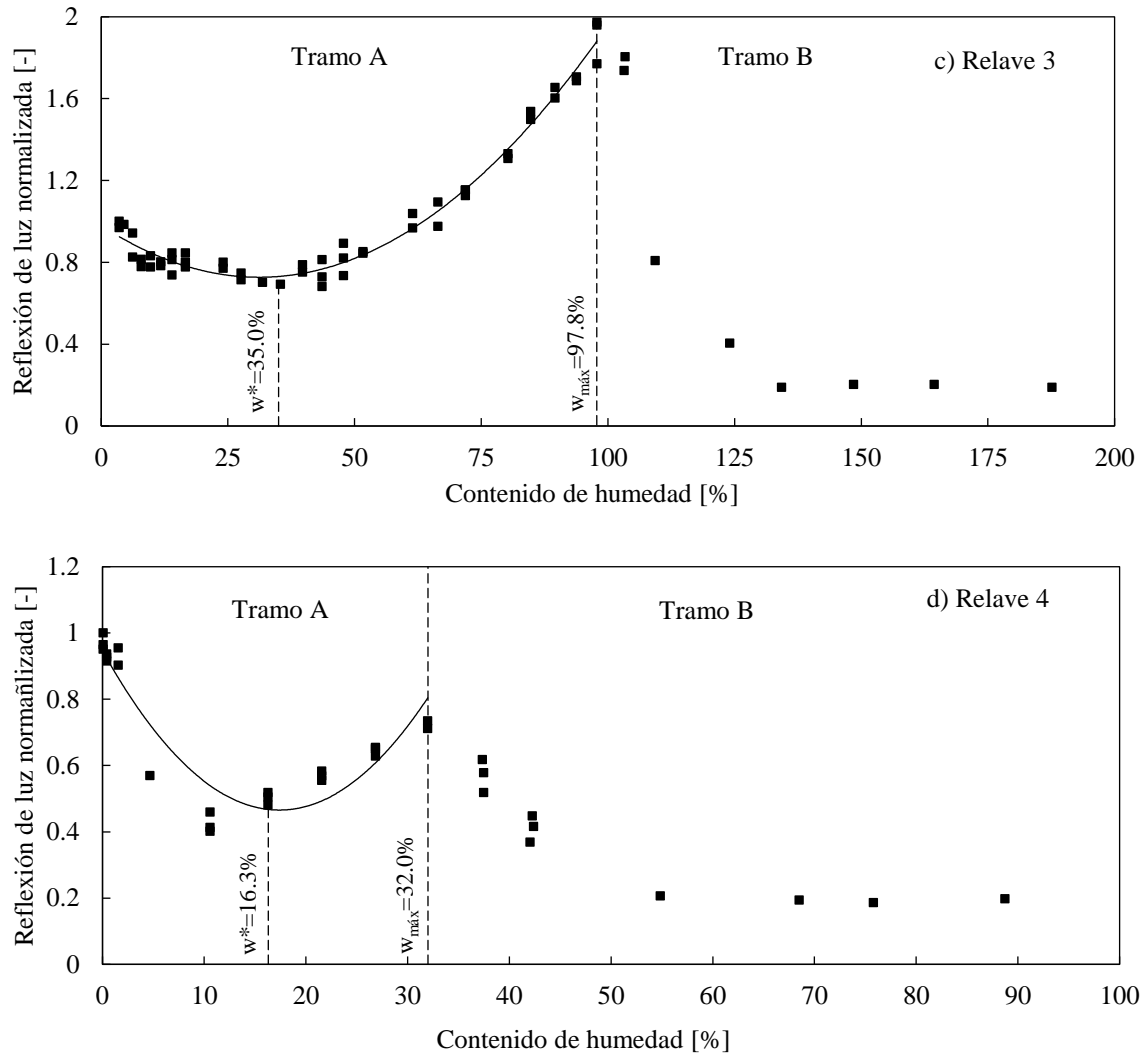 2
Tramo A
Tramo B
c) Relave 3
1.6
1.2
0.8
0.4
0
Reflexión de luz normalizada [-]
w*=35.0%
wmáx=97.8%
0
25
50
75
100
125
150
175
200
Contenido de humedad [%]
1.2
Tramo A
Tramo B
d) Relave 4
1
0.8
0.6
0.4
0.2
0
Reflexión de luz normañlizada [-]
w*=16.3%
wmáx=32.0%
0
10
20
30
40
50
60
70
80
90
100
Contenido de humedad [%]